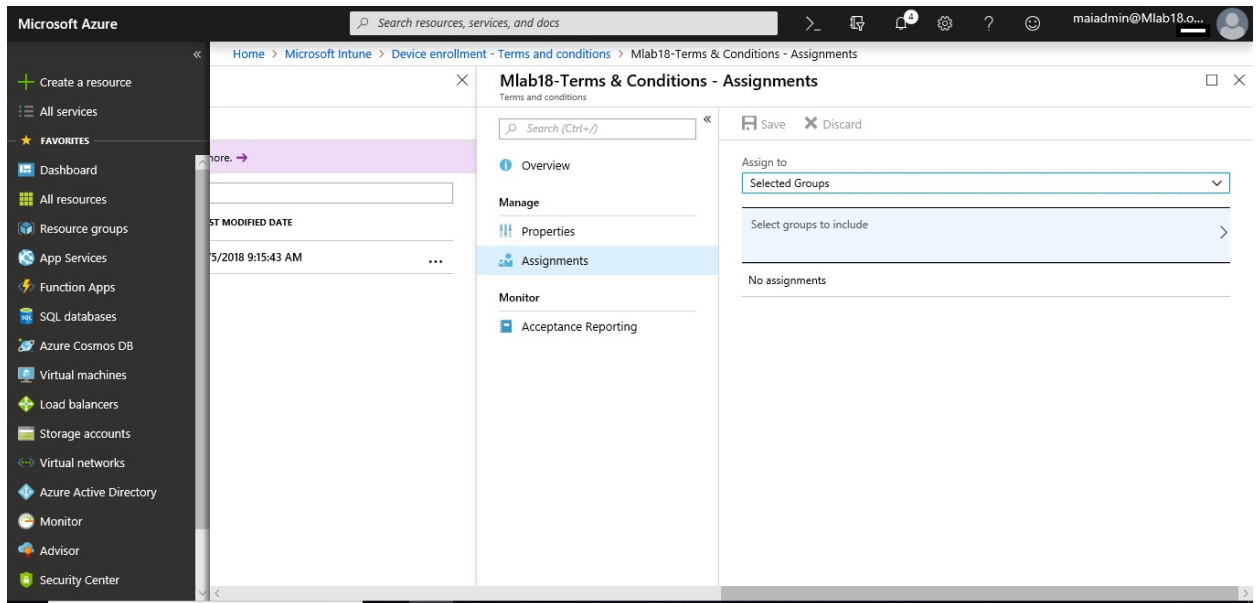 Microsoft Azure
Search resources, services, and docs
4
maiadmin@Mlab18.o...
Home > Microsoft Intune > Device enrollment - Terms and conditions > Mlab18-Terms & Conditions - Assignments
Create a resource
All services
FAVORITES
Dashboard
All resources
Resource groups
App Services
Function Apps
SQL databases
Azure Cosmos DB
Virtual machines
Load balancers
Storage accounts
Virtual networks
Azure Active Directory
Monitor
Advisor
Security Center
ore. →
ST MODIFIED DATE
/5/2018 9:15:43 AM
...
Mlab18-Terms & Conditions - Assignments
Terms and conditions
Search (Ctrl+/)
Overview
Manage
Properties
Assignments
Monitor
Acceptance Reporting
Save
Discard
Assign to
Selected Groups
Select groups to include
No assignments